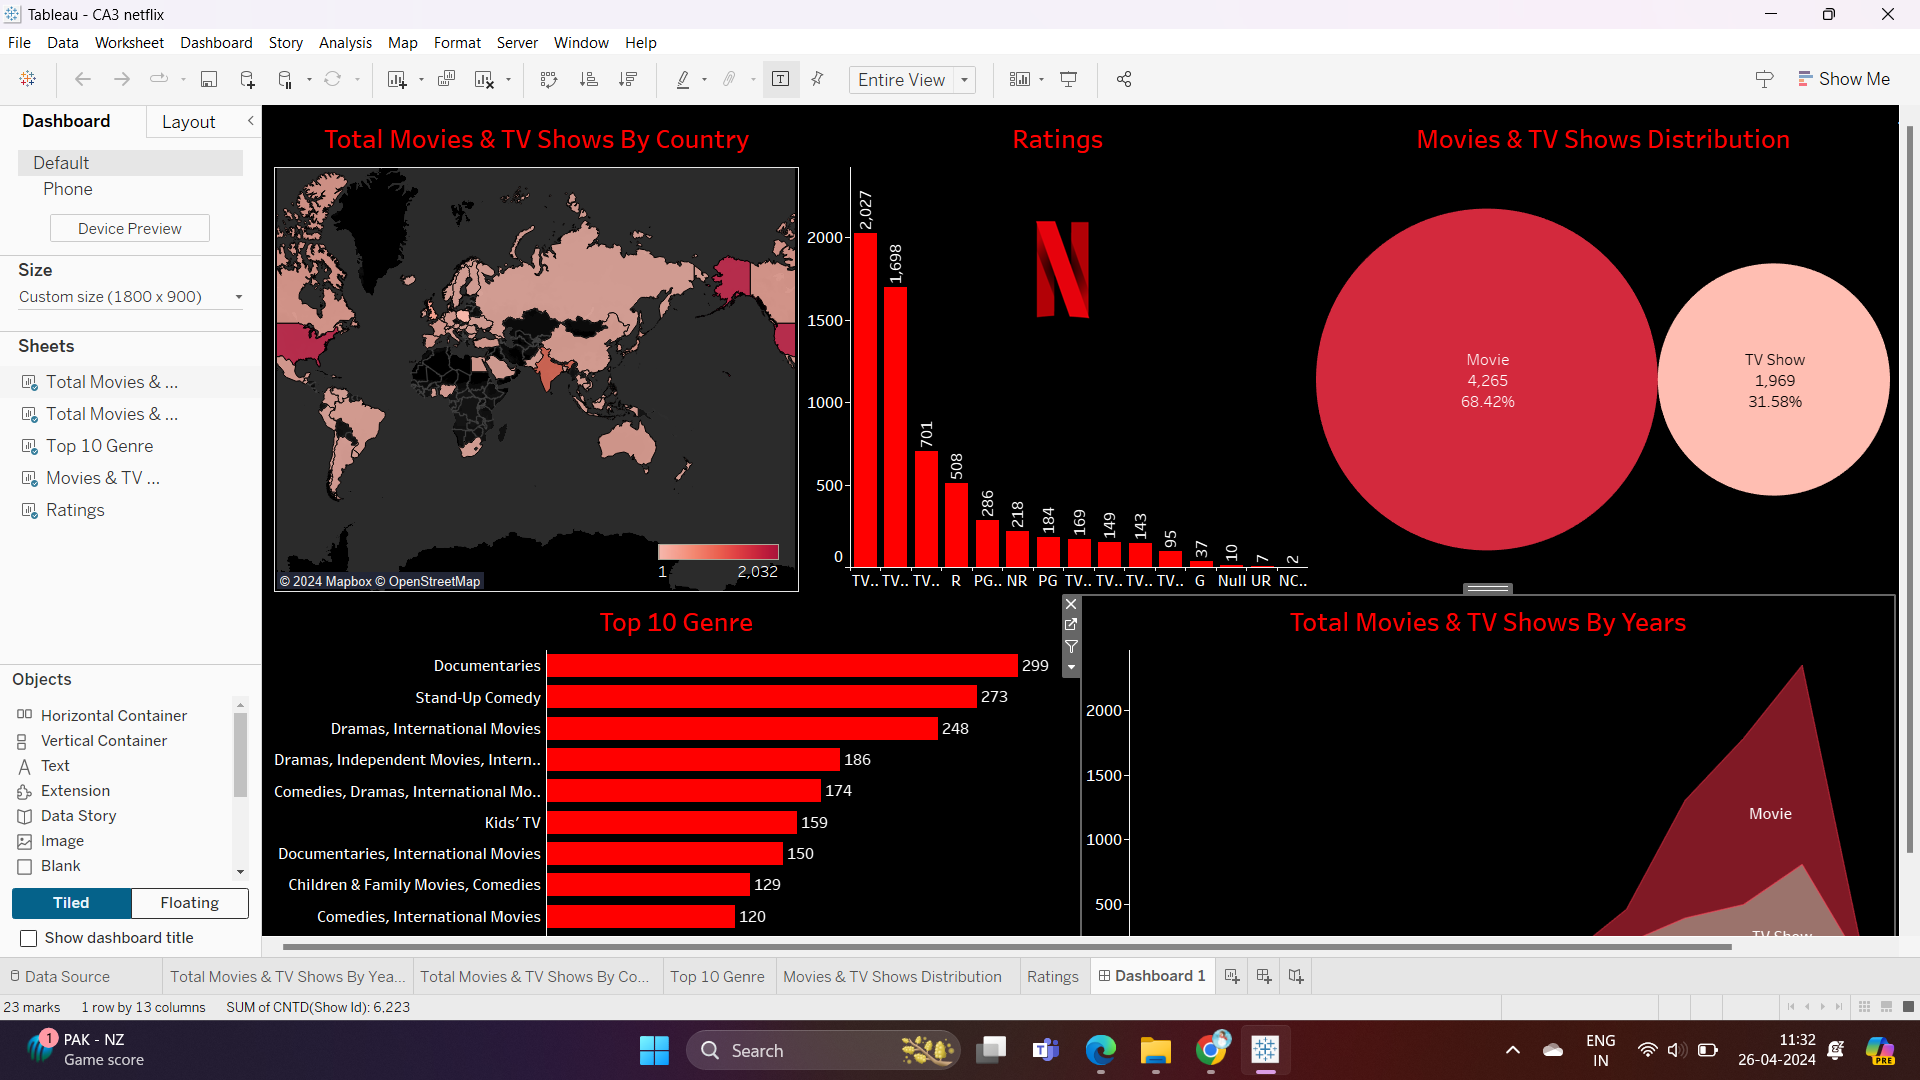 Tableau - CA3 netflix
File Data Worksheet Dashboard Story Analysis Map Format Server Window Help
Entire View
Show Me
Dashboard
Layout
Default
Phone
Device Preview
Size
Custom size (1800 x 900)
Sheets
Total Movies & ...
Total Movies & ...
Top 10 Genre
Movies & TV ...
Ratings
Objects
Horizontal Container
Vertical Container
Text
Extension
Data Story
Image
Blank
Tiled
Floating
Show dashboard title
Total Movies & TV Shows By Country
1
2,032
© 2024 Mapbox © OpenStreetMap
Ratings
2000
1500
1000
500
0
2,027
1,698
701
508
286
218
184
169
149
143
95
37
10
7
2
TV.. TV.. TV.. R PG.. NR PG TV.. TV.. TV.. TV.. G Null UR NC..
N
Movies & TV Shows Distribution
Movie
4,265
68.42%
TV Show
1,969
31.58%
Top 10 Genre
Documentaries 299
Stand-Up Comedy 273
Dramas, International Movies 248
Dramas, Independent Movies, Intern.. 186
Comedies, Dramas, International Mo.. 174
Kids' TV 159
Documentaries, International Movies 150
Children & Family Movies, Comedies 129
Comedies, International Movies 120
Total Movies & TV Shows By Years
2000
1500
1000
500
Movie
TV Show
Data Source
Total Movies & TV Shows By Yea...
Total Movies & TV Shows By Co...
Top 10 Genre
Movies & TV Shows Distribution
Ratings
Dashboard 1
23 marks 1 row by 13 columns SUM of CNTD(Show Id): 6,223
1
PAK - NZ
Game score
Search
ENG
IN
11:32
26-04-2024
PRE